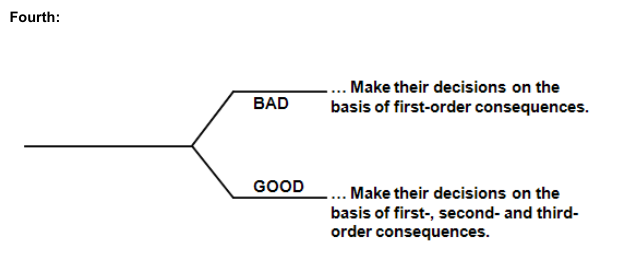 Fourth:
BAD
... Make their decisions on the
basis of first-order consequences.
GOOD
... Make their decisions on the
basis of first-, second- and third-
order consequences.